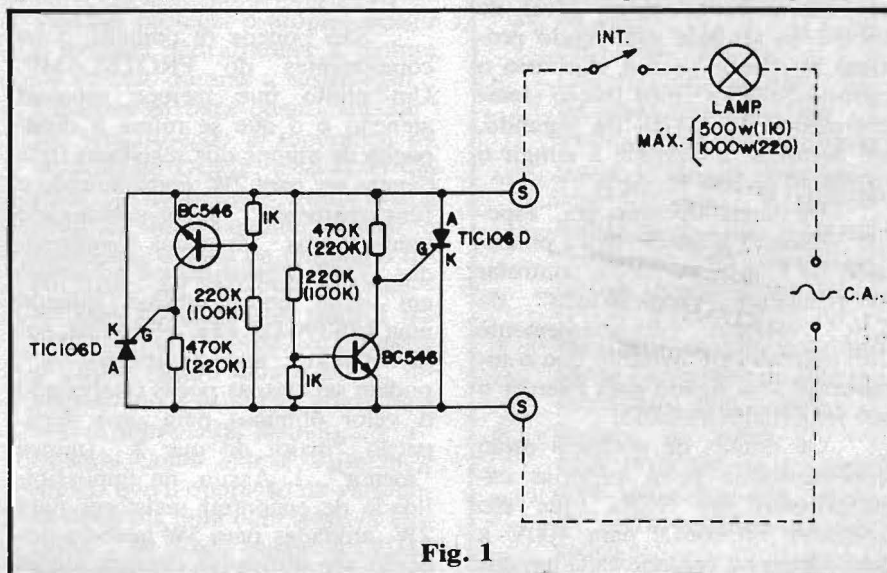 INT.
LAMP.
MÁX. { 500w(110)
1000w(220)
S
BC546
1K
A
470K
(220K)
G
K
TIC106D
220K
(100K)
220K
(100K)
C.A.
K
G
A
TIC106D
470K
(220K)
BC546
1K
S
Fig. 1